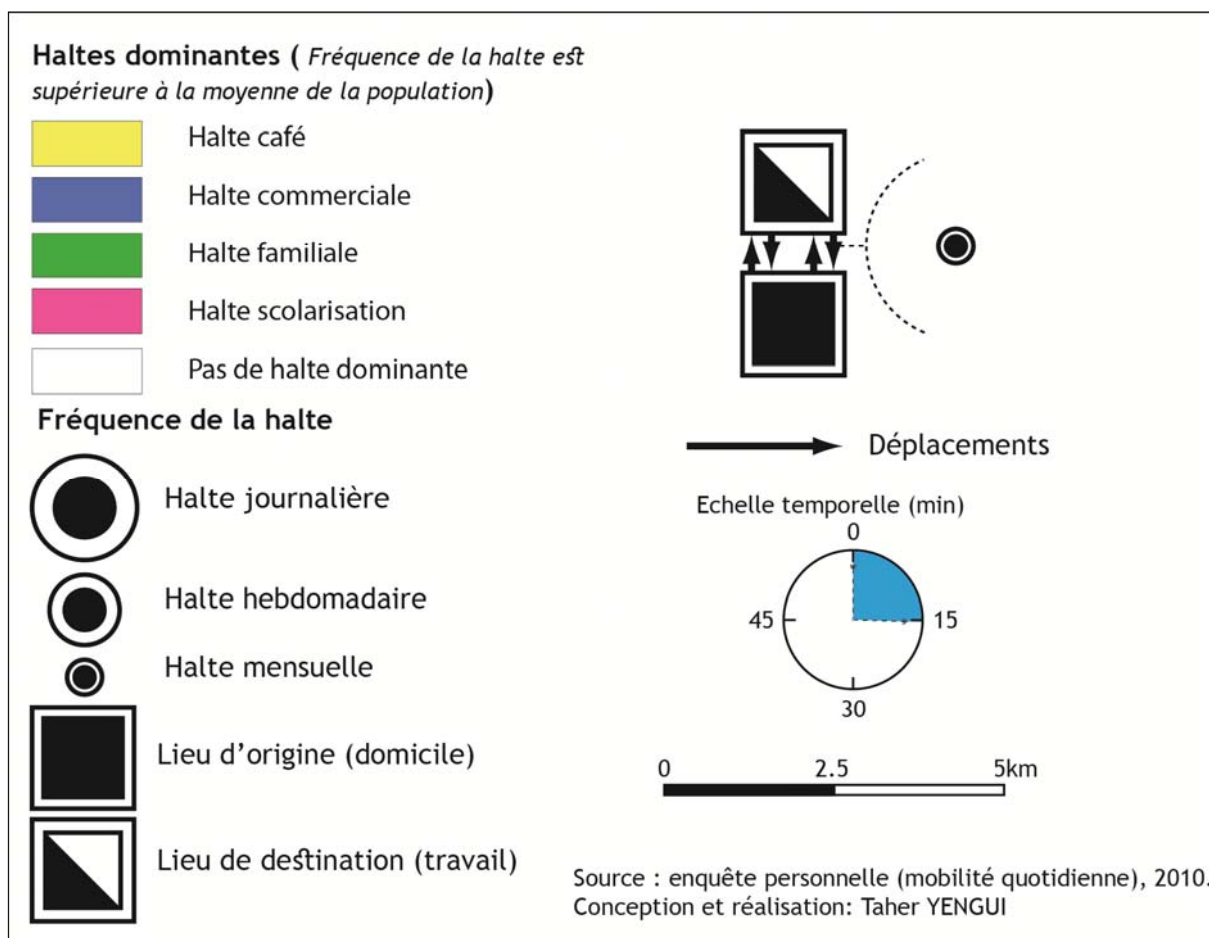 Haltes dominantes ( Fréquence de la halte est
supérieure à la moyenne de la population)
Halte café
Halte commerciale
Halte familiale
Halte scolarisation
Pas de halte dominante
Fréquence de la halte
Halte journalière
Halte hebdomadaire
Halte mensuelle
Lieu d'origine (domicile)
Lieu de destination (travail)
Déplacements
Echelle temporelle (min)
0
45
15
30
0 2.5 5km
Source : enquête personnelle (mobilité quotidienne), 2010.
Conception et réalisation: Taher YENGUI